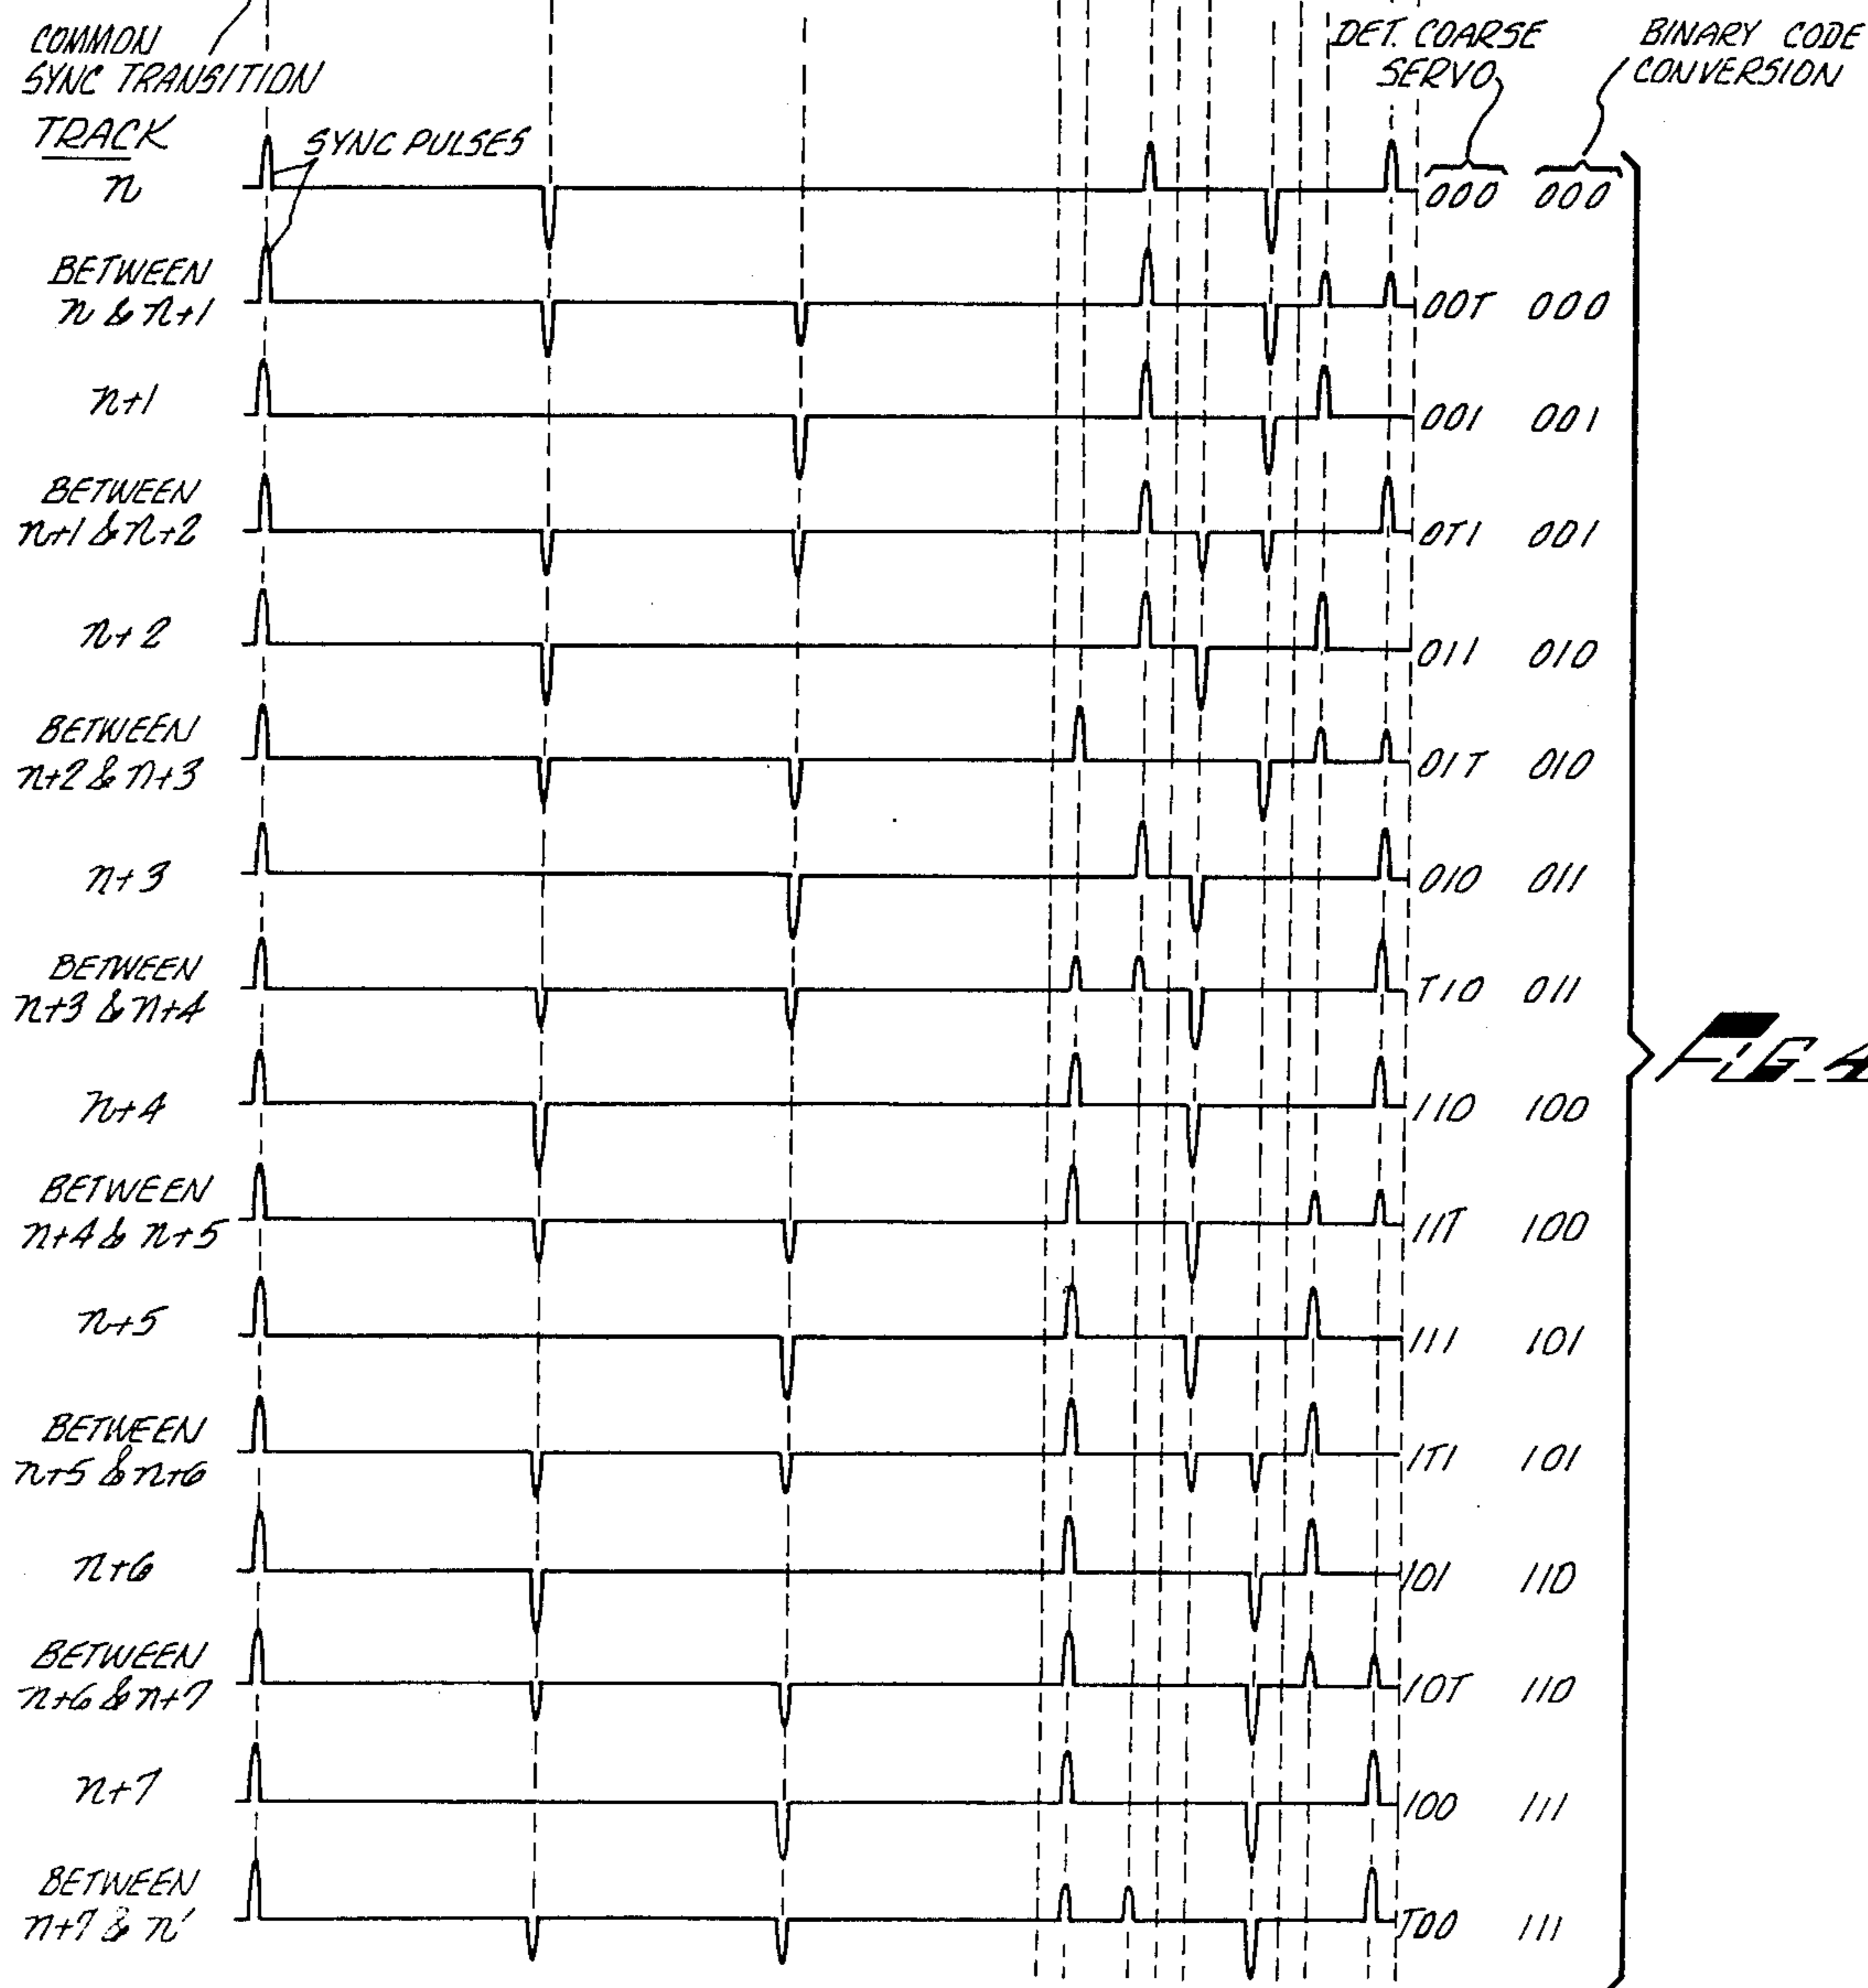 COMMON
SYNC TRANSITION
DET. COARSE
SERVO
BINARY CODE
CONVERSION
TRACK
SYNC PULSES
n 000 000
BETWEEN
n & n+1 00T 000
n+1 001 001
BETWEEN
n+1 & n+2 0T1 001
n+2 011 010
BETWEEN
n+2 & n+3 01T 010
n+3 010 011
BETWEEN
n+3 & n+4 T10 011
n+4 110 100
BETWEEN
n+4 & n+5 11T 100
n+5 111 101
BETWEEN
n+5 & n+6 1T1 101
n+6 101 110
BETWEEN
n+6 & n+7 10T 110
n+7 100 111
BETWEEN
n+7 & n' T00 111
FIG. 4